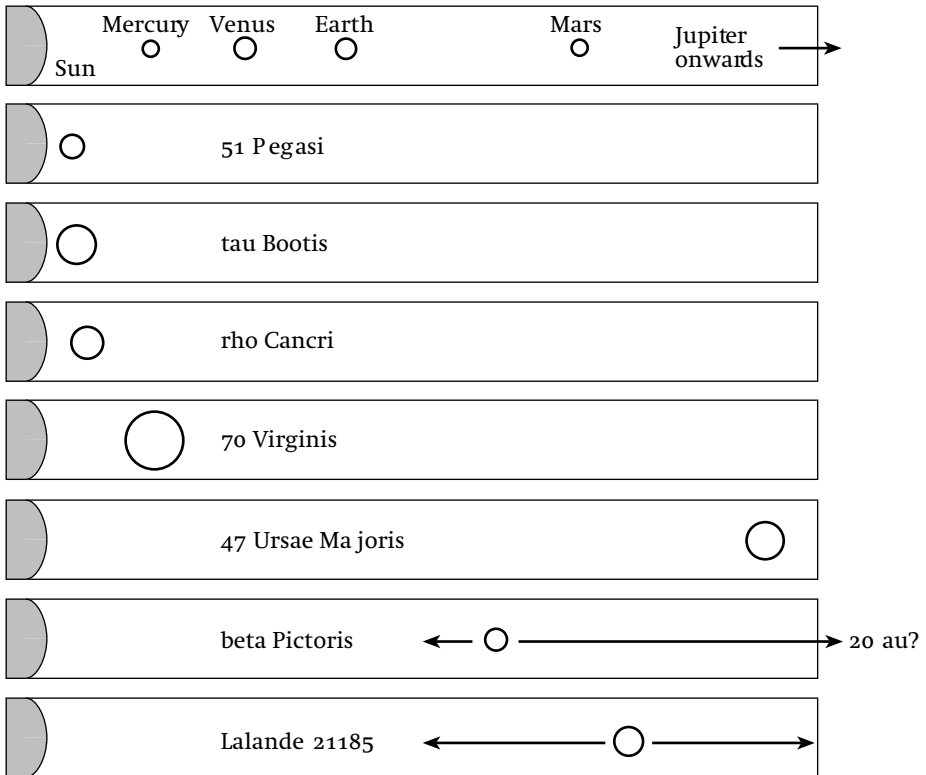 Mercury Venus Earth Mars
Jupiter
onwards
Sun
51 Pegasi
tau Bootis
rho Cancri
70 Virginis
47 Ursae Majoris
beta Pictoris 20 au?
Lalande 21185